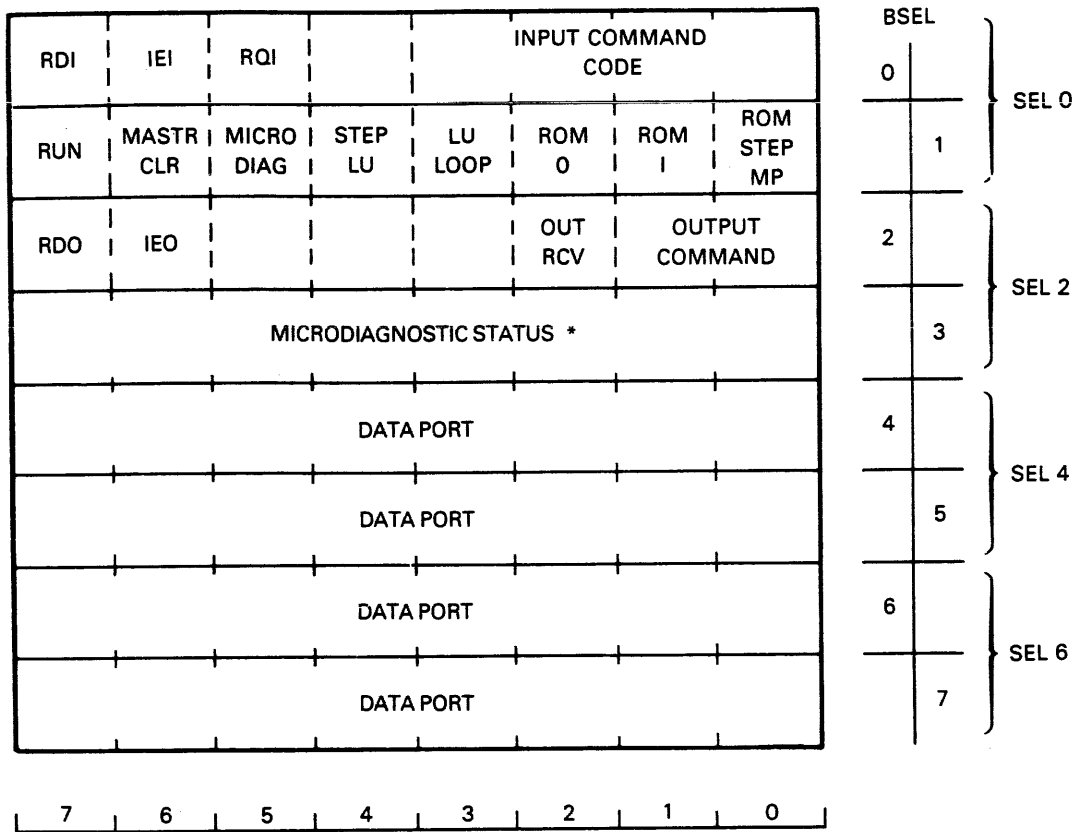 BSEL
RDI IEI RQI INPUT COMMAND CODE 0
SEL 0
RUN MASTR CLR MICRO DIAG STEP LU LU LOOP ROM 0 ROM I ROM STEP MP 1
RDO IEO OUT RCV OUTPUT COMMAND 2
SEL 2
MICRODIAGNOSTIC STATUS * 3
DATA PORT 4
SEL 4
DATA PORT 5
DATA PORT 6
SEL 6
DATA PORT 7
7 6 5 4 3 2 1 0